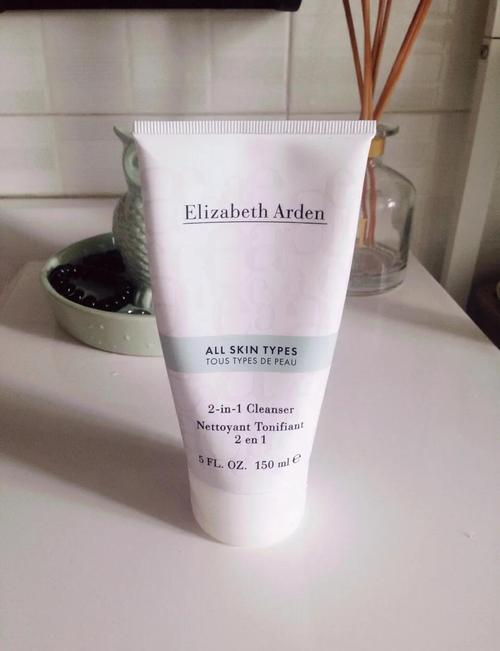 Elizabeth Arden
ALL SKIN TYPES
TOUS TYPES DE PEAU
2-in-1 Cleanser
Nettoyant Tonifiant
2 en 1
5 FL. OZ. 150 ml ℮